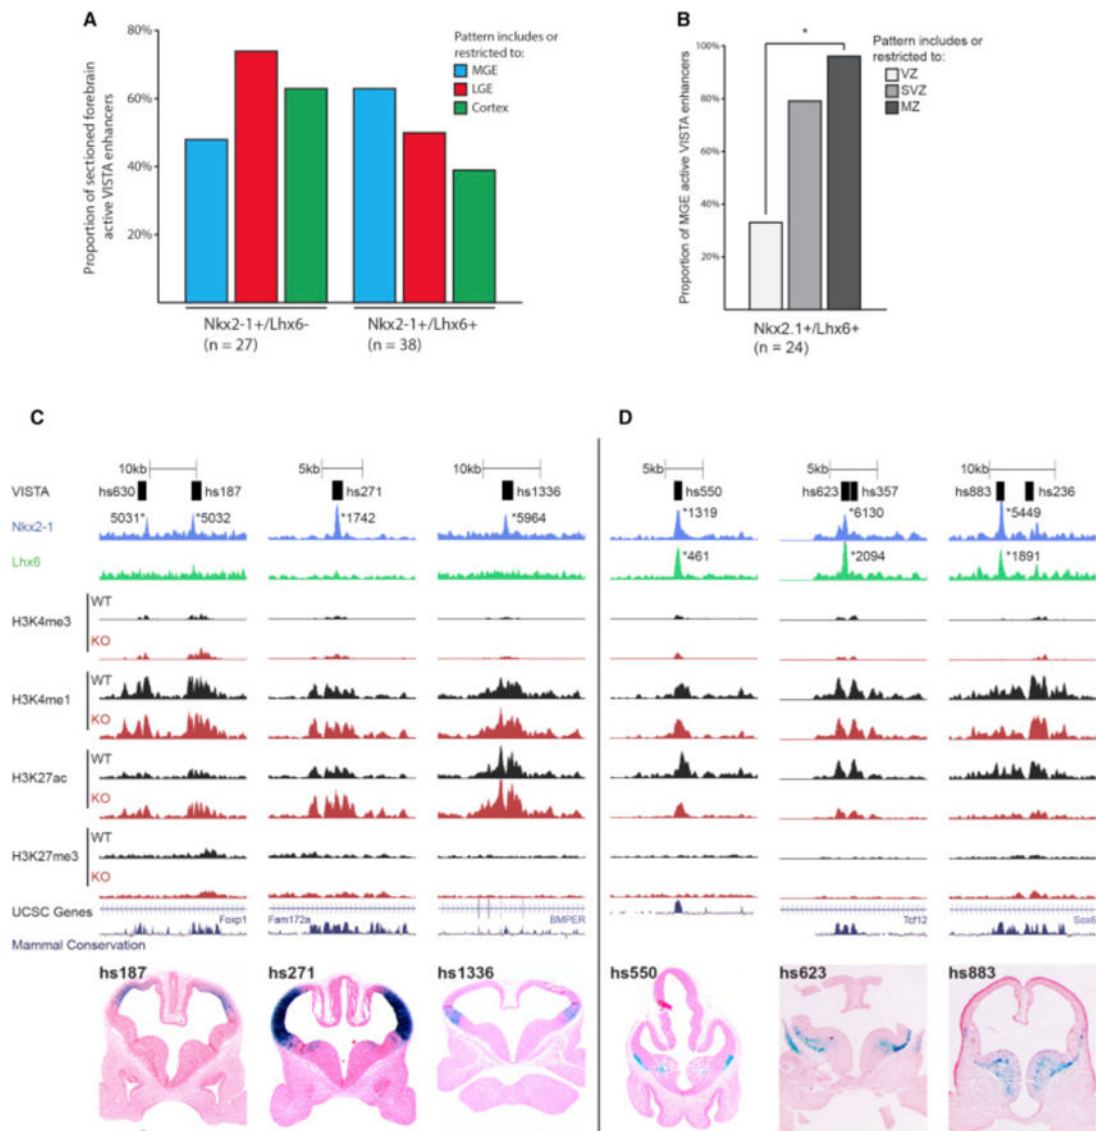 A
80%
60%
40%
20%
Proportion of sectioned forebrain
active VISTA enhancers
Pattern includes or
restricted to:
MGE
LGE
Cortex
Nkx2-1+/Lhx6-
(n = 27)
Nkx2-1+/Lhx6+
(n = 38)
B
100%
80%
60%
40%
20%
Proportion of MGE active VISTA enhancers
*
Pattern includes or
restricted to:
VZ
SVZ
MZ
Nkx2.1+/Lhx6+
(n = 24)
C
10kb 5kb 10kb
VISTA hs630 hs187 hs271 hs1336
Nkx2-1 5031* *5032 *1742 *5964
Lhx6
WT
H3K4me3
KO
WT
H3K4me1
KO
WT
H3K27ac
KO
WT
H3K27me3
KO
UCSC Genes Foxp1 Fam172a BMPER
Mammal Conservation
hs187 hs271 hs1336
D
5kb 5kb 10kb
hs550 hs623 hs357 hs883 hs236
*1319 *6130 *5449
*461 *2094 *1891
Tcf12 Sox6
hs550 hs623 hs883